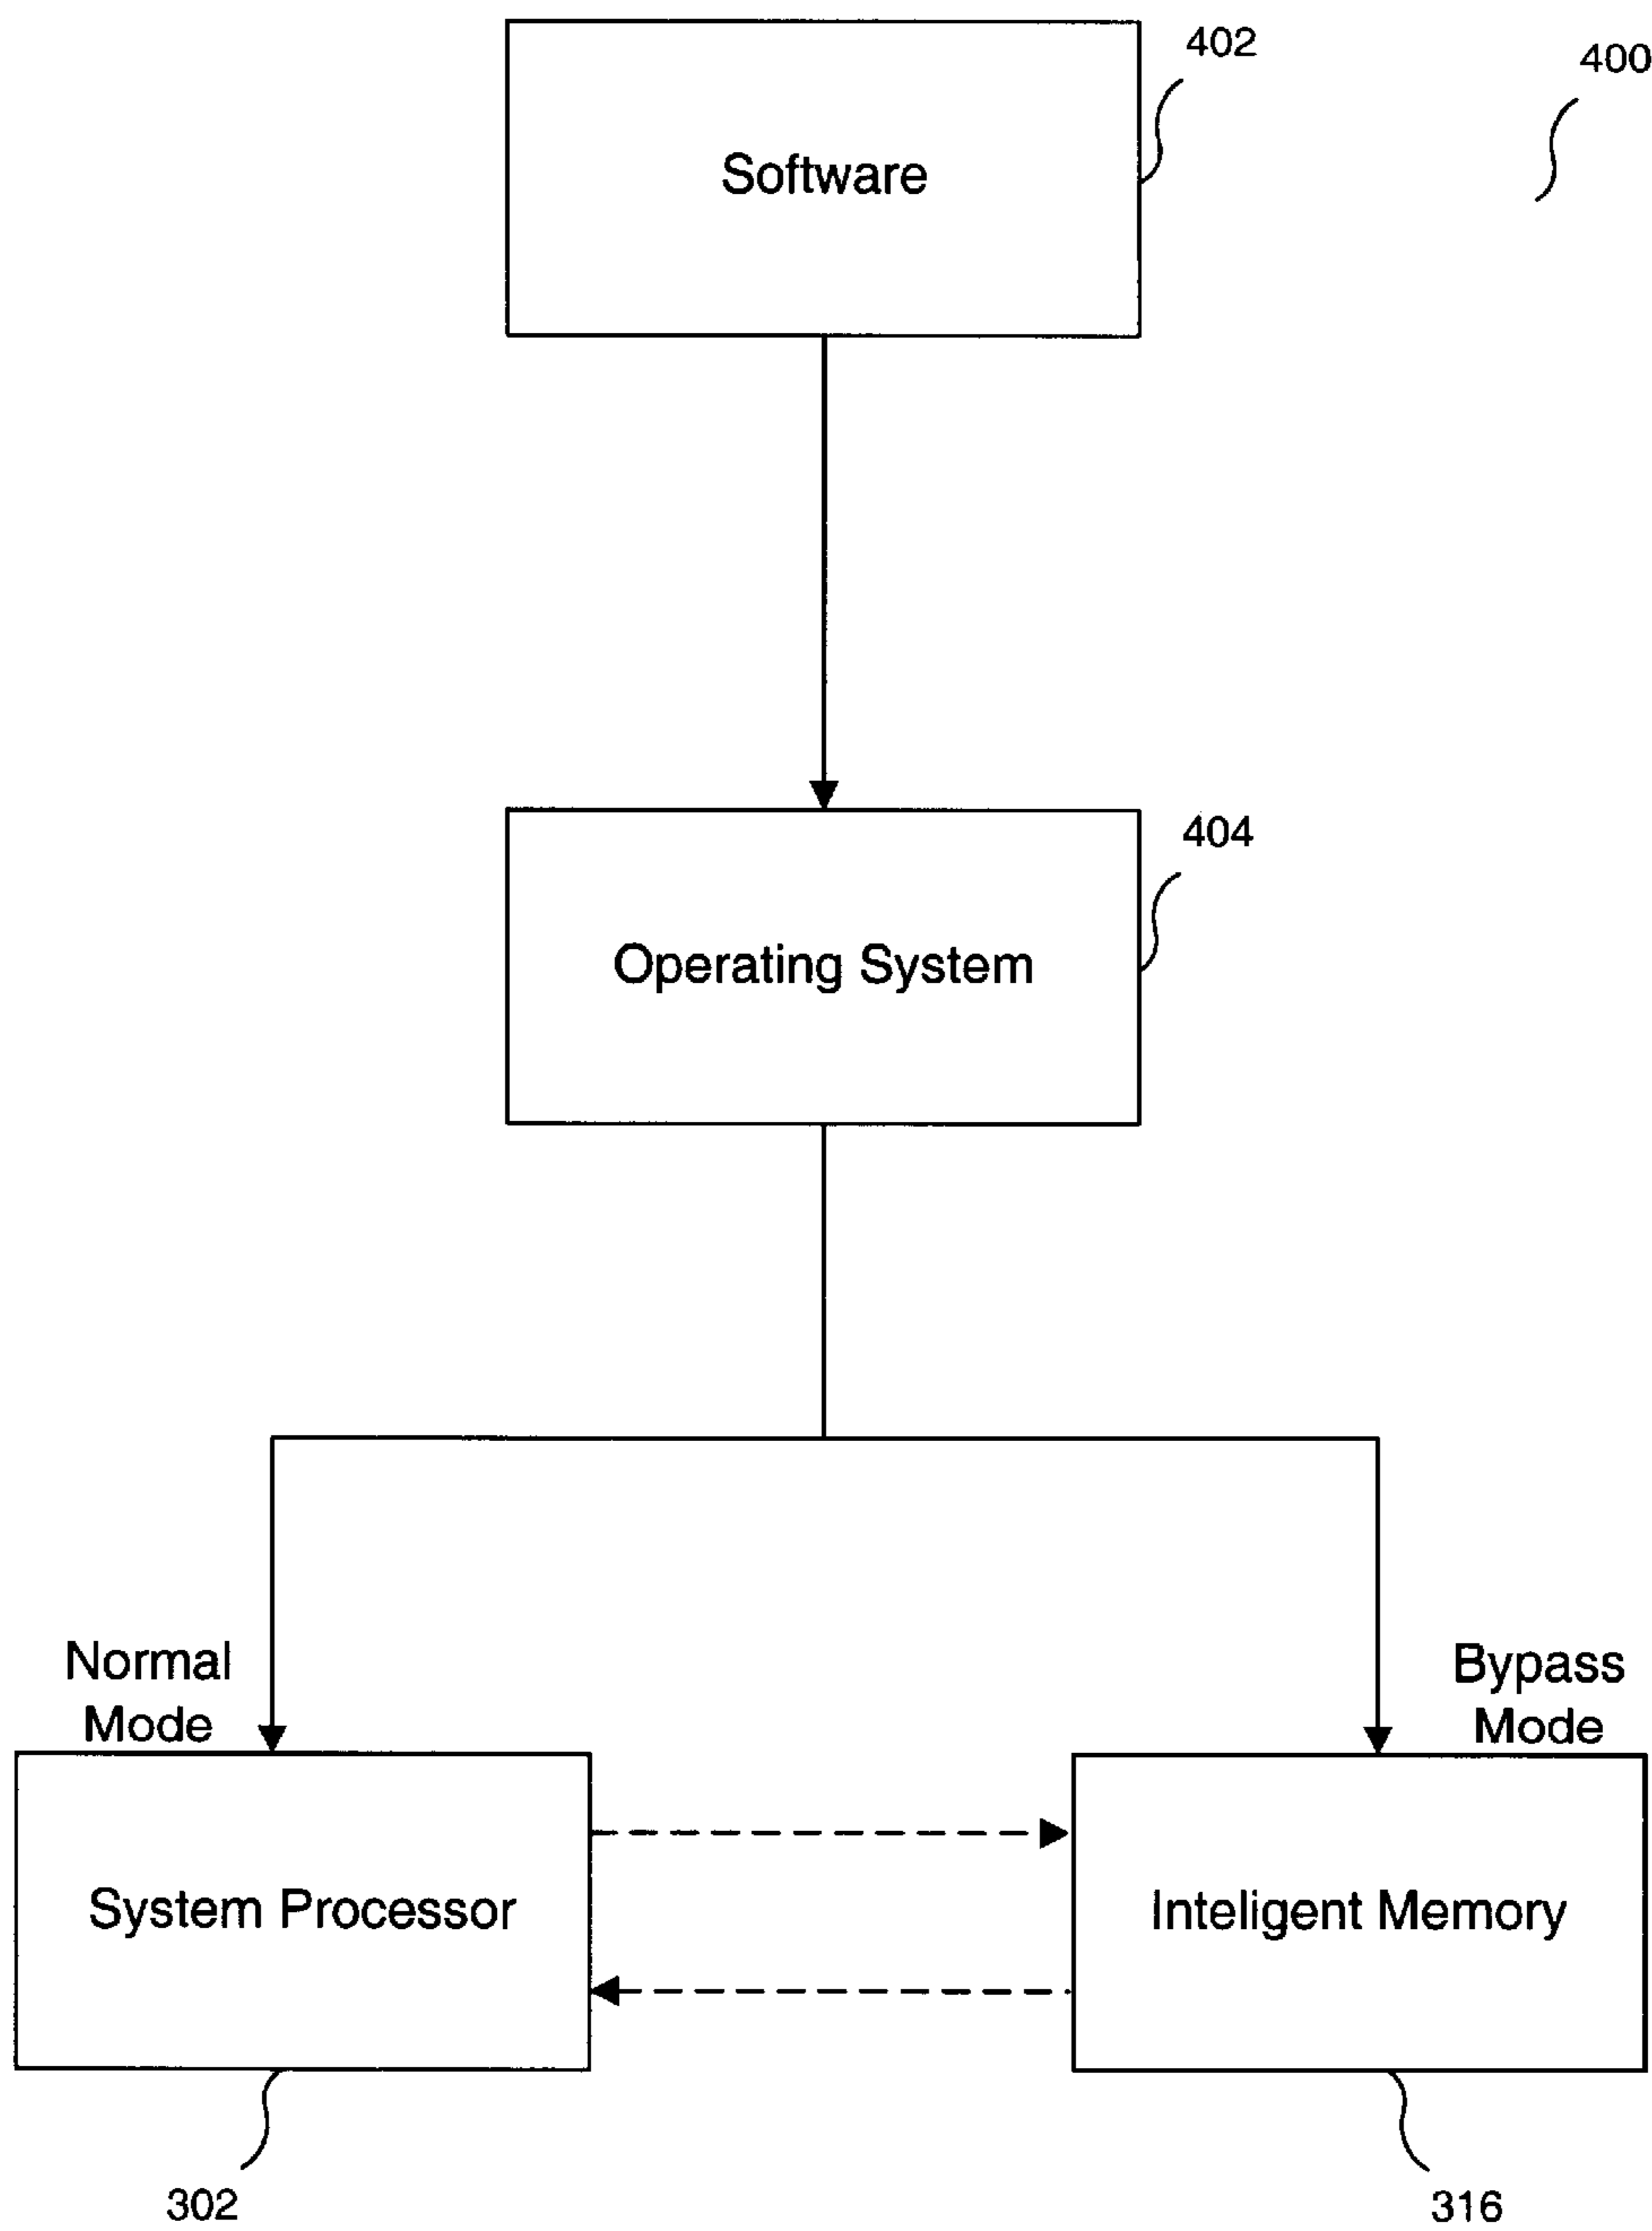 402
400
Software
404
Operating System
Normal
Mode
Bypass
Mode
System Processor
Inteligent Memory
302
316